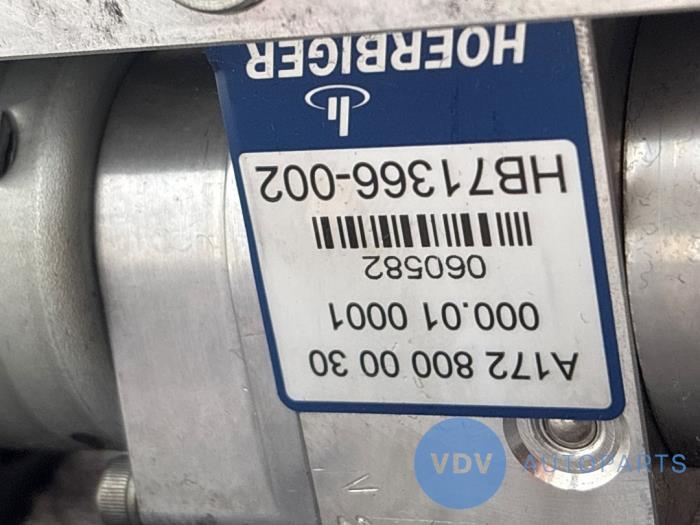 HOERBIGER
HB71366-002
060582
000.01 0001
A172 800 00 30
VDV AUTOPARTS